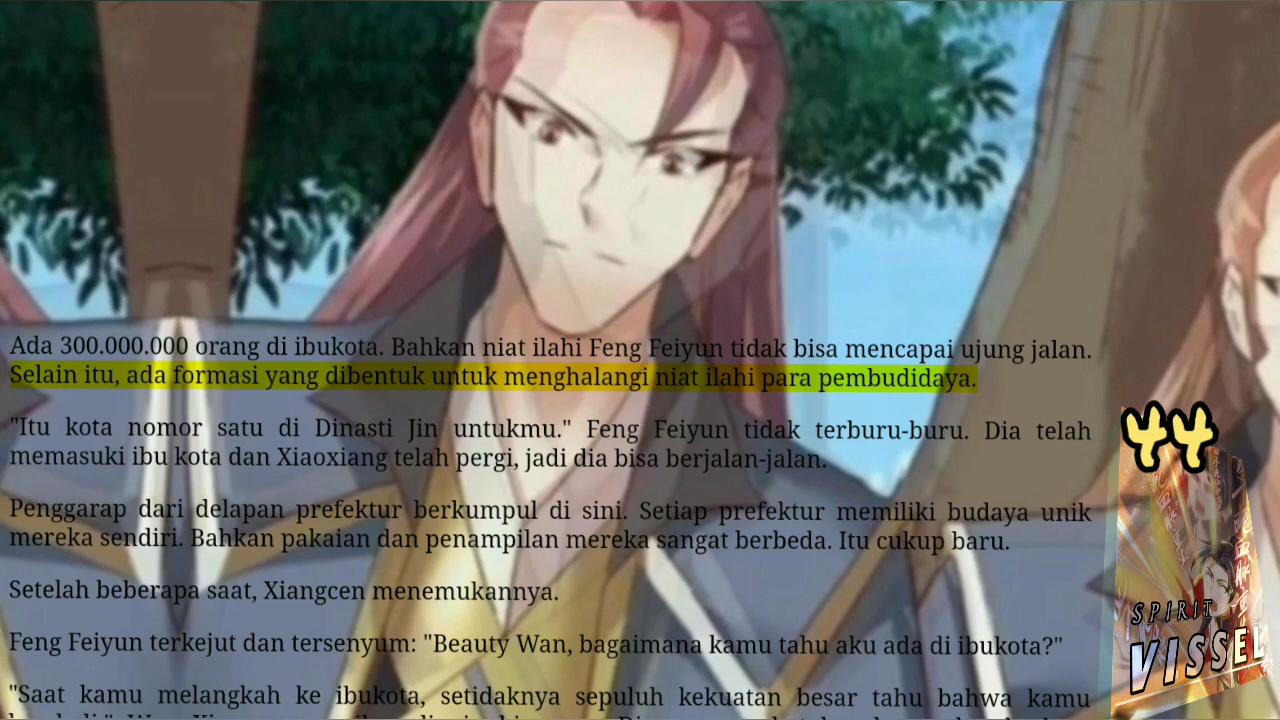 Ada 300.000.000 orang di ibukota. Bahkan niat ilahi Feng Feiyun tidak bisa mencapai ujung jalan.
Selain itu, ada formasi yang dibentuk untuk menghalangi niat ilahi para pembudidaya.
"Itu kota nomor satu di Dinasti Jin untukmu." Feng Feiyun tidak terburu-buru. Dia telah
memasuki ibu kota dan Xiaoxiang telah pergi, jadi dia bisa berjalan-jalan.
Penggarap dari delapan prefektur berkumpul di sini. Setiap prefektur memiliki budaya unik
mereka sendiri. Bahkan pakaian dan penampilan mereka sangat berbeda. Itu cukup baru.
Setelah beberapa saat, Xiangcen menemukannya.
Feng Feiyun terkejut dan tersenyum: "Beauty Wan, bagaimana kamu tahu aku ada di ibukota?"
"Saat kamu melangkah ke ibukota, setidaknya sepuluh kekuatan besar tahu bahwa kamu
44
SPIRIT
VISSEL